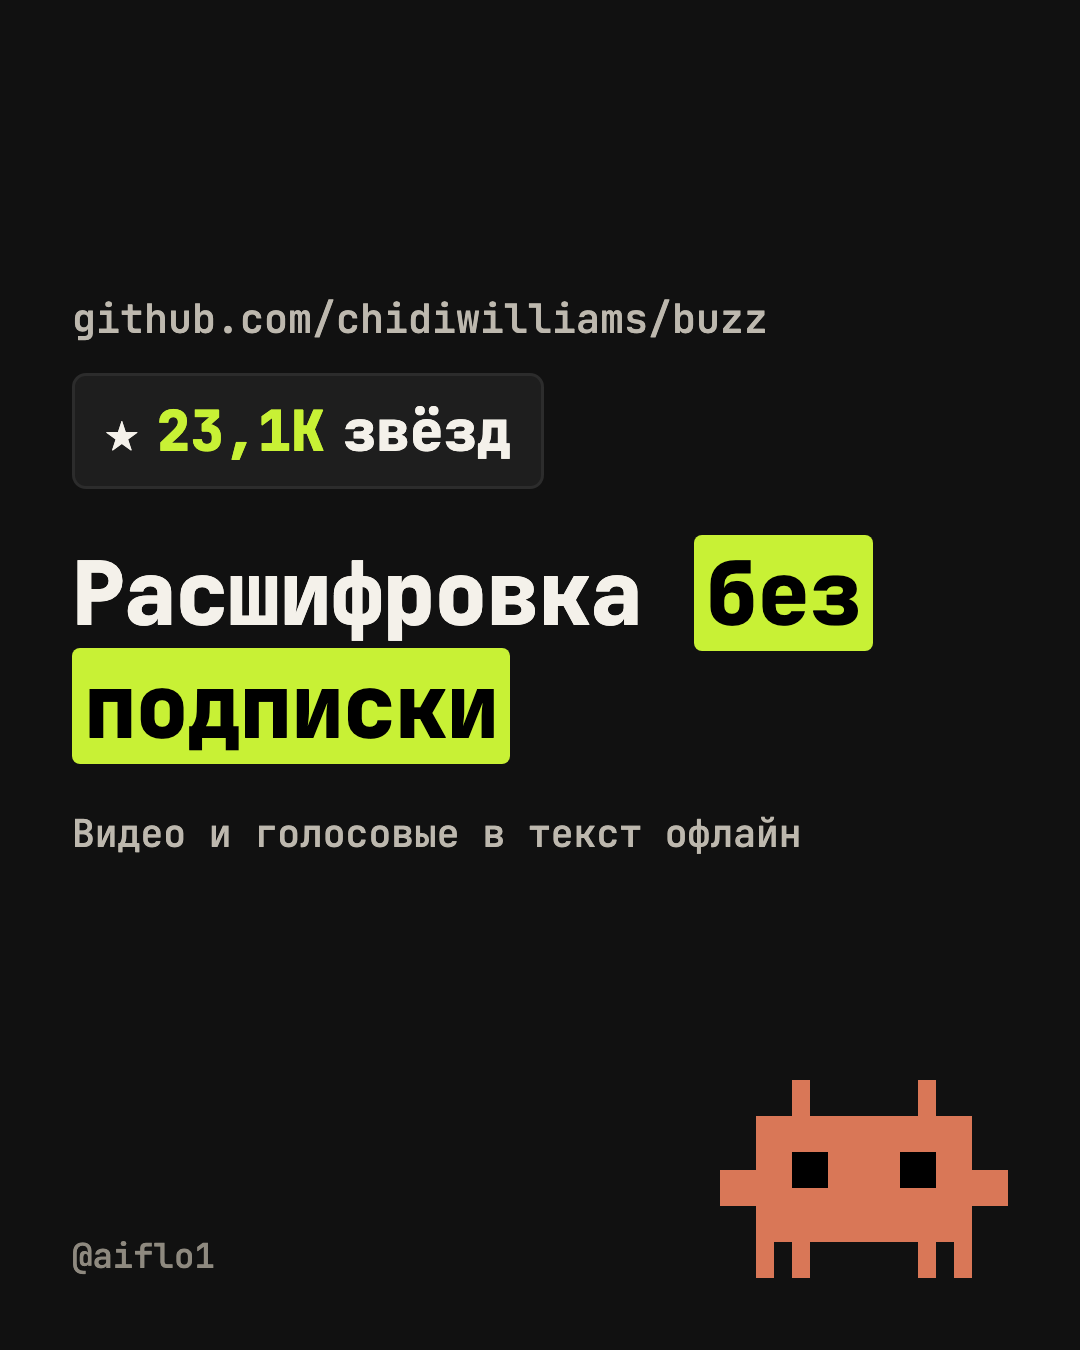 github.com/chidiwilliams/buzz
★ 23,1K звёзд
Расшифровка без
подписки
Видео и голосовые в текст офлайн
@aiflo1